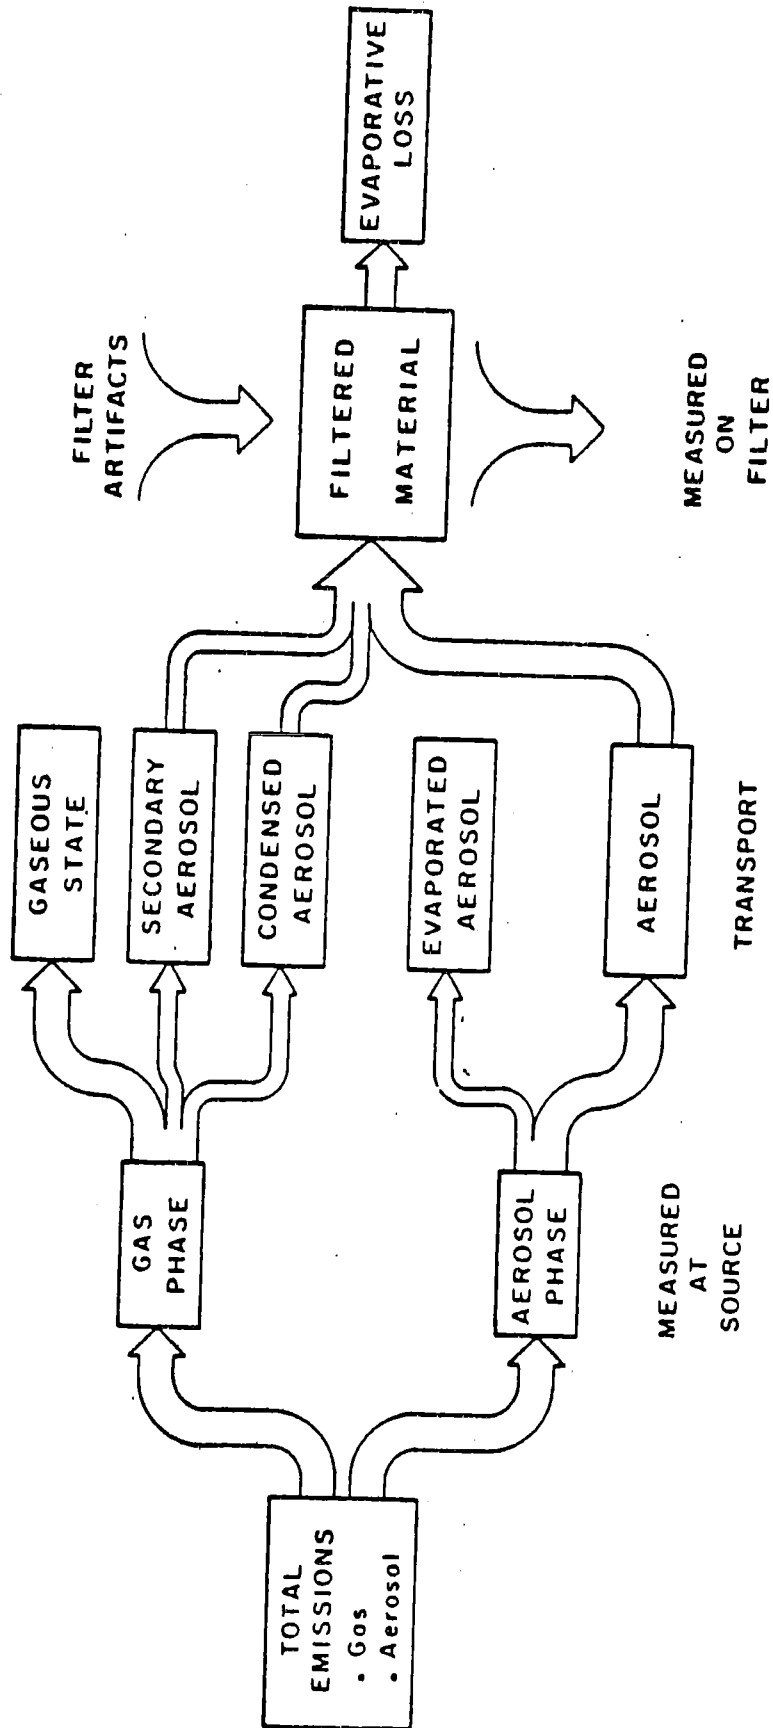 TOTAL
EMISSIONS
• Gas
• Aerosol
GAS
PHASE
AEROSOL
PHASE
MEASURED
AT
SOURCE
GASEOUS
STATE
SECONDARY
AEROSOL
CONDENSED
AEROSOL
EVAPORATED
AEROSOL
AEROSOL
TRANSPORT
FILTER
ARTIFACTS
FILTERED
MATERIAL
MEASURED
ON
FILTER
EVAPORATIVE
LOSS